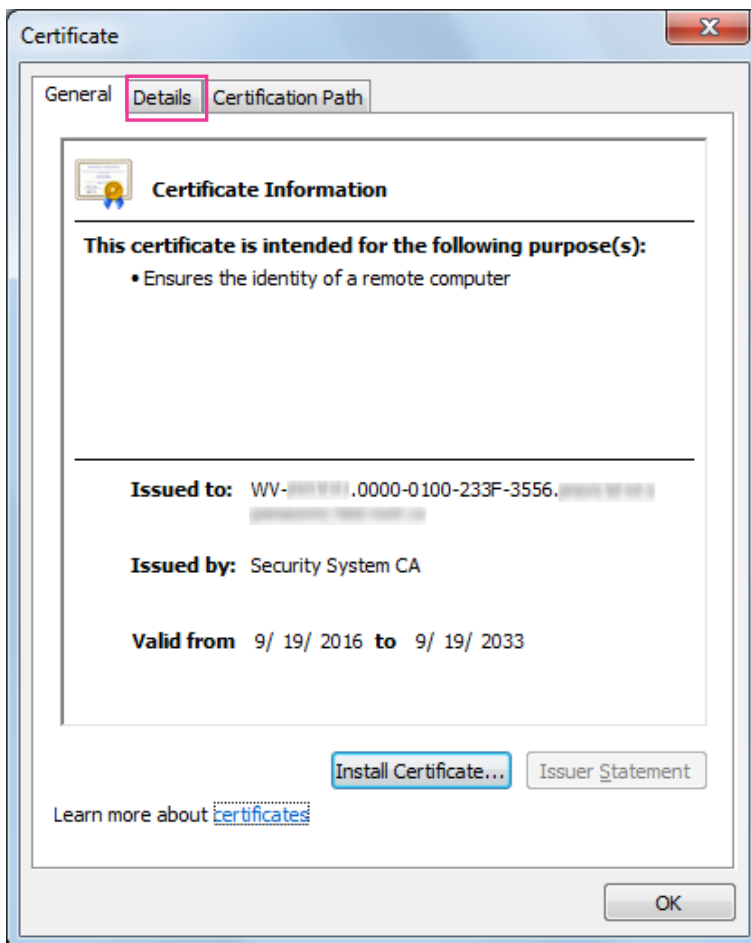 Certificate
General Details Certification Path
Certificate Information
This certificate is intended for the following purpose(s):
• Ensures the identity of a remote computer
Issued to: WV- .0000-0100-233F-3556.
Issued by: Security System CA
Valid from 9/ 19/ 2016 to 9/ 19/ 2033
Install Certificate... Issuer Statement
Learn more about certificates
OK